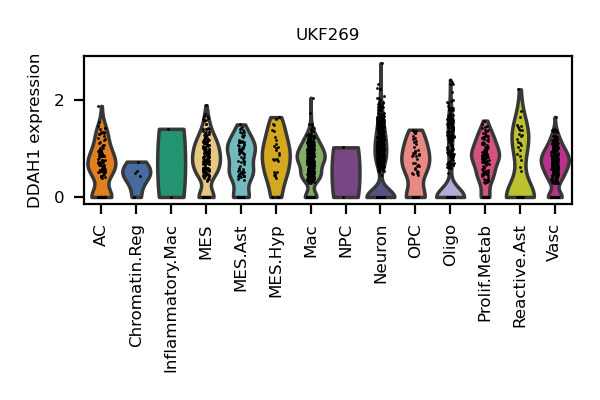 UKF269
DDAH1 expression
2
0
AC
Chromatin.Reg
Inflammatory.Mac
MES
MES.Ast
MES.Hyp
Mac
NPC
Neuron
OPC
Oligo
Prolif.Metab
Reactive.Ast
Vasc